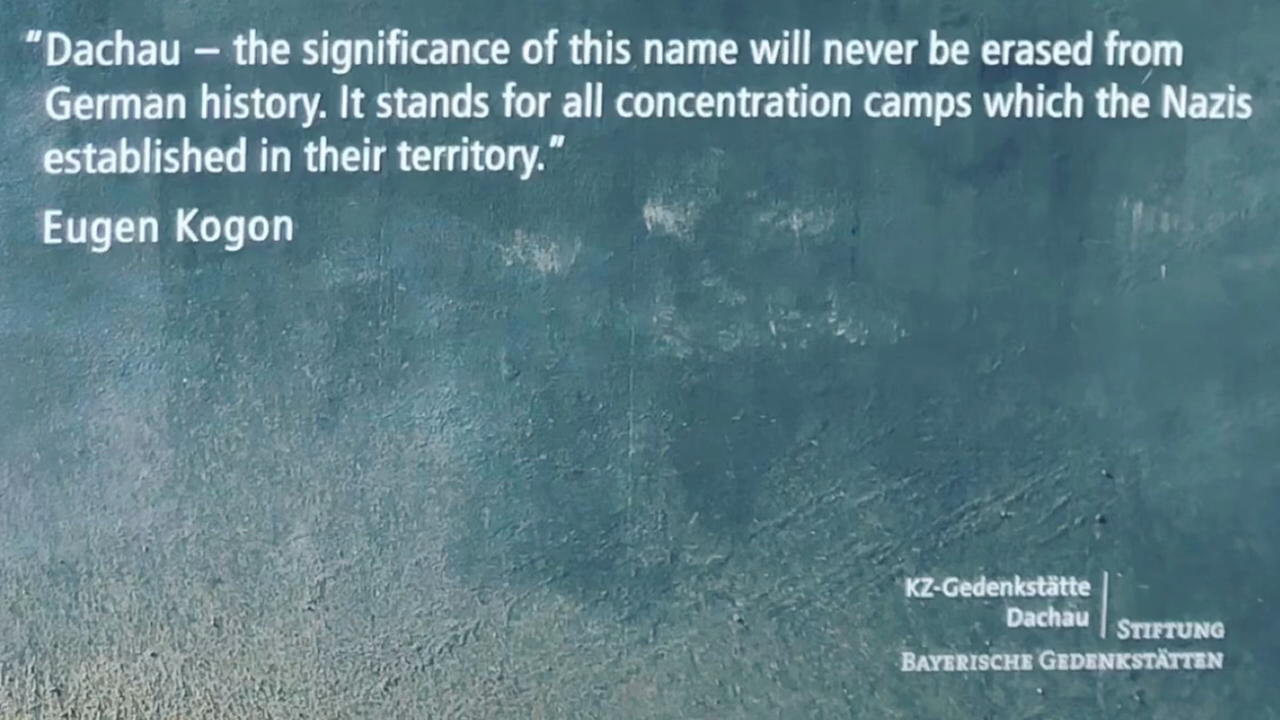 "Dachau – the significance of this name will never be erased from
German history. It stands for all concentration camps which the Nazis
established in their territory."
Eugen Kogon
KZ-Gedenkstätte
Dachau
STIFTUNG
BAYERISCHE GEDENKSTÄTTEN